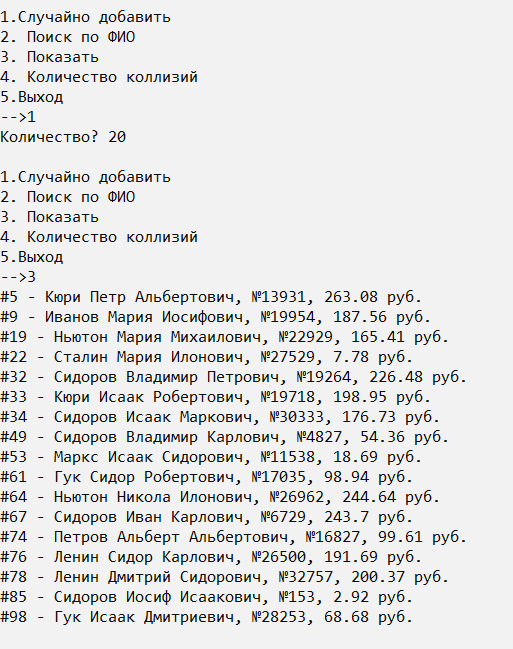 1.Случайно добавить
2. Поиск по ФИО
3. Показать
4. Количество коллизий
5.Выход
-->1
Количество? 20
1.Случайно добавить
2. Поиск по ФИО
3. Показать
4. Количество коллизий
5.Выход
-->3
#5 - Кюри Петр Альбертович, №13931, 263.08 руб.
#9 - Иванов Мария Иосифович, №19954, 187.56 руб.
#19 - Ньютон Мария Михаилович, №22929, 165.41 руб.
#22 - Сталин Мария Илонович, №27529, 7.78 руб.
#32 - Сидоров Владимир Петрович, №19264, 226.48 руб.
#33 - Кюри Исаак Робертович, №19718, 198.95 руб.
#34 - Сидоров Исаак Маркович, №30333, 176.73 руб.
#49 - Сидоров Владимир Карлович, №4827, 54.36 руб.
#53 - Маркс Исаак Сидорович, №11538, 18.69 руб.
#61 - Гук Сидор Робертович, №17035, 98.94 руб.
#64 - Ньютон Никола Илонович, №26962, 244.64 руб.
#67 - Сидоров Иван Карлович, №6729, 243.7 руб.
#74 - Петров Альберт Альбертович, №16827, 99.61 руб.
#76 - Ленин Сидор Карлович, №26500, 191.69 руб.
#78 - Ленин Дмитрий Сидорович, №32757, 200.37 руб.
#85 - Сидоров Иосиф Исаакович, №153, 2.92 руб.
#98 - Гук Исаак Дмитриевич, №28253, 68.68 руб.